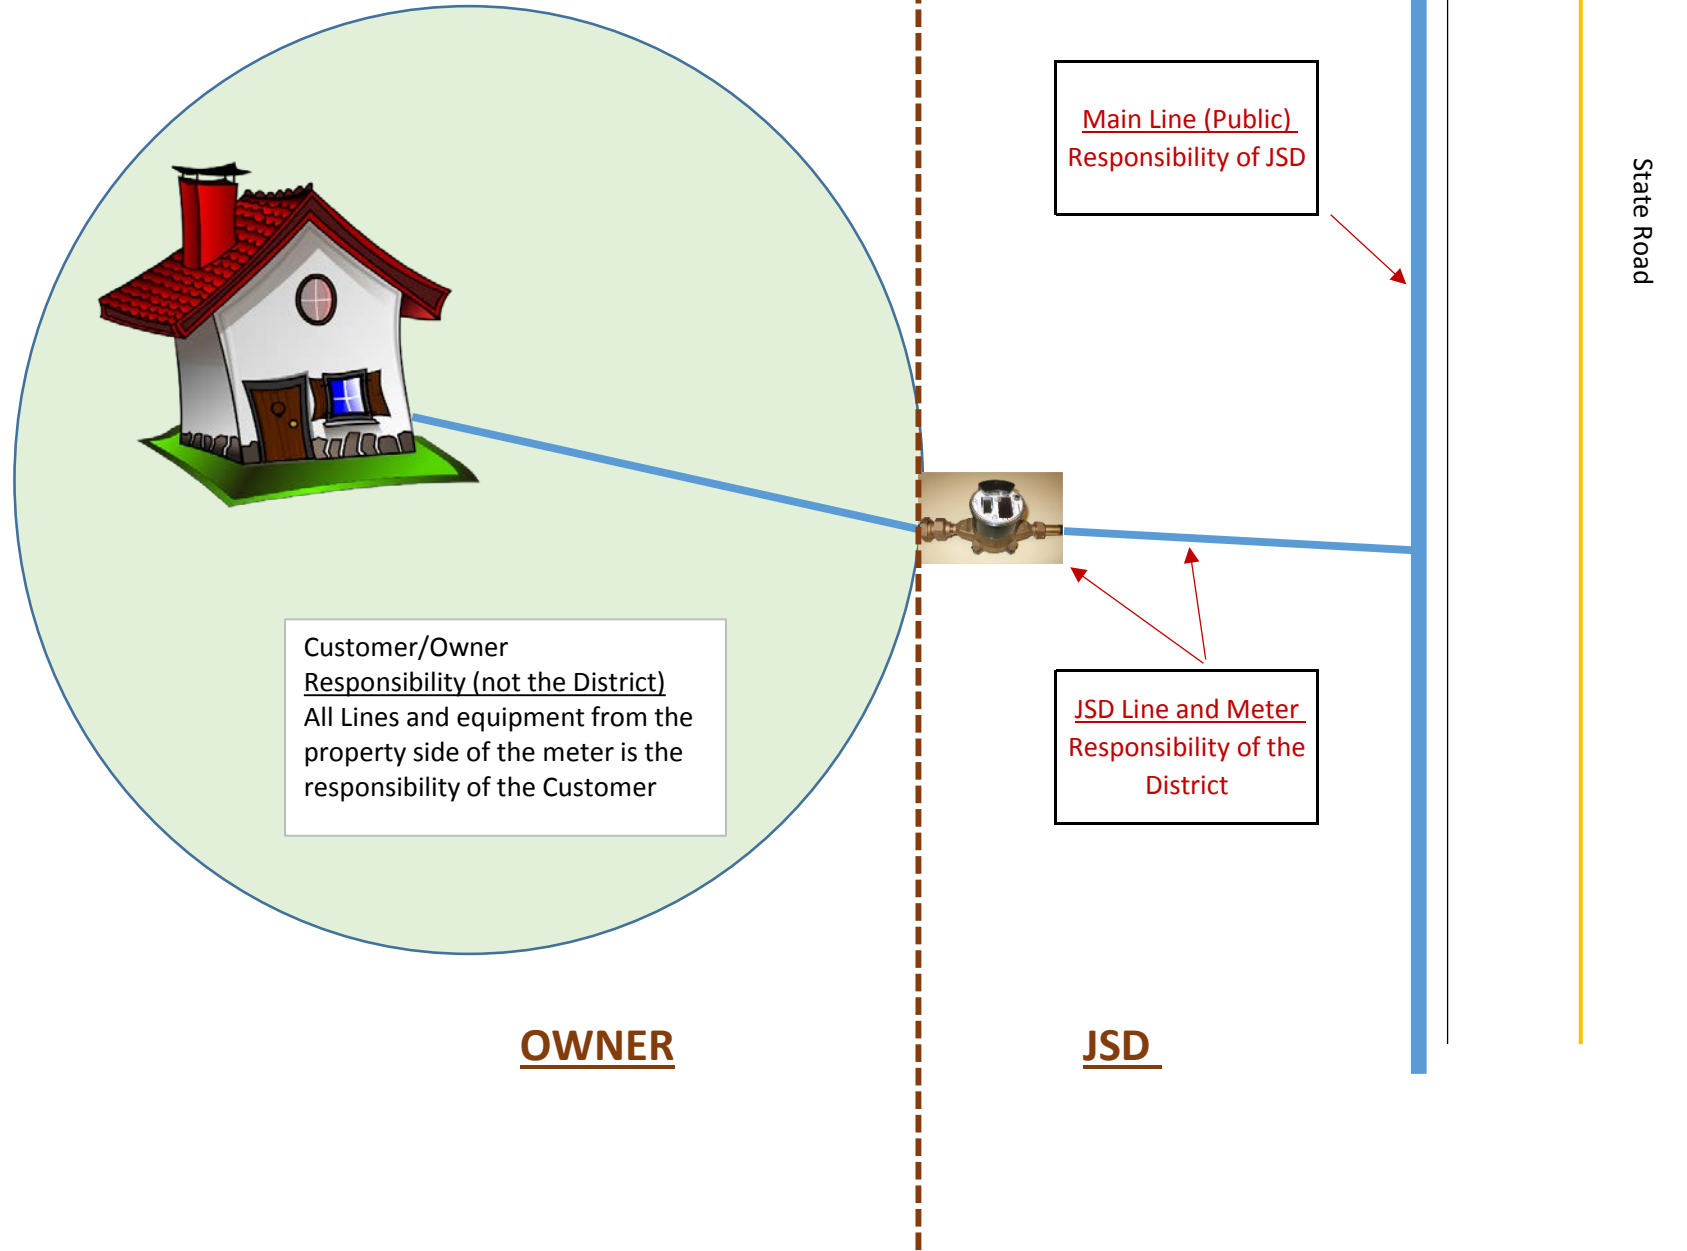 Main Line (Public)
Responsibility of JSD
State Road
Customer/Owner
Responsibility (not the District)
All Lines and equipment from the
property side of the meter is the
responsibility of the Customer
JSD Line and Meter
Responsibility of the
District
OWNER
JSD